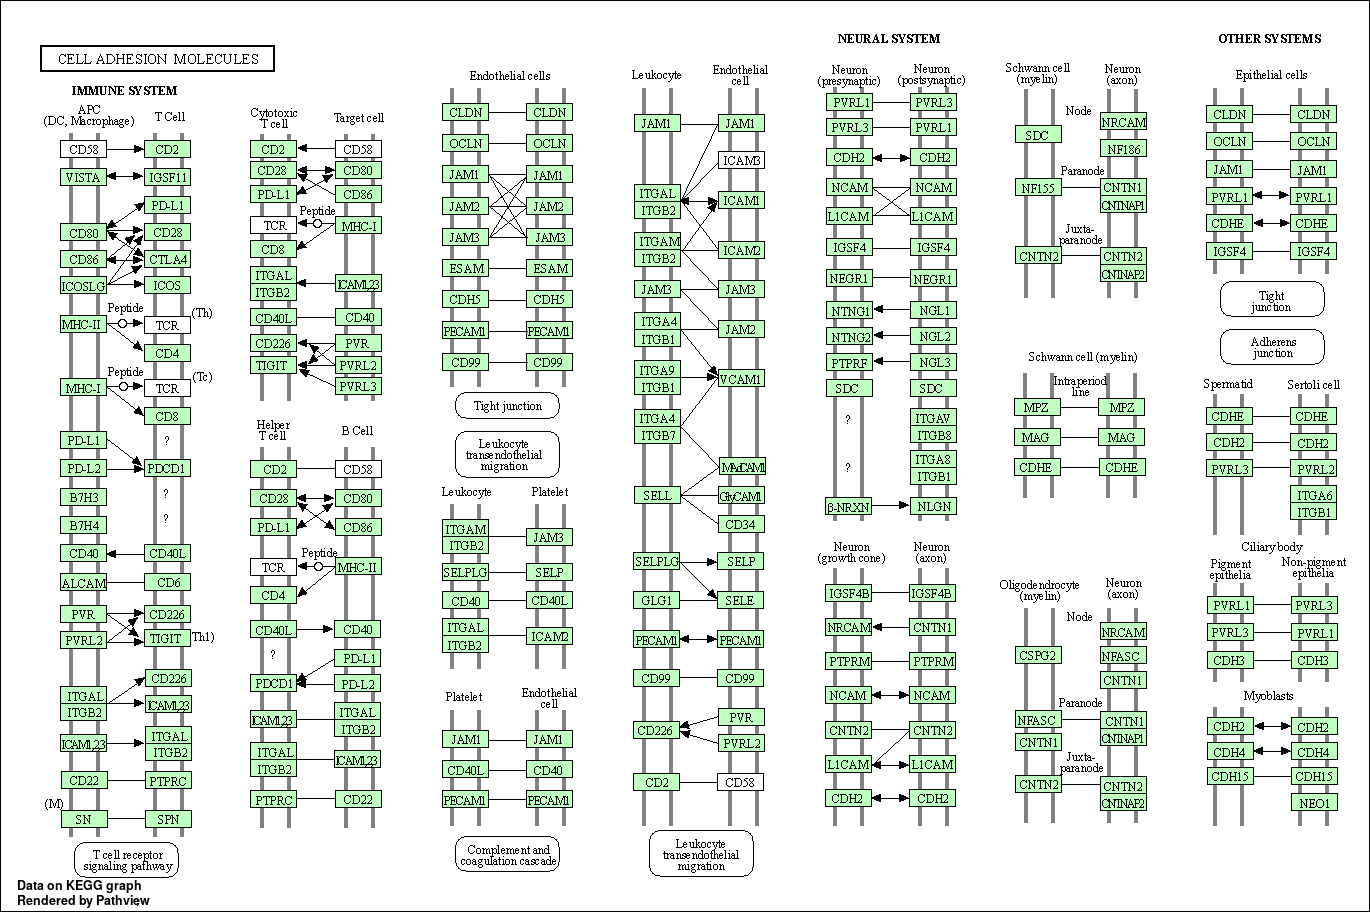 CELL ADHESION MOLECULES
IMMUNE SYSTEM
APC
(DC, Macrophage)
T Cell
CD58
CD2
VISTA
IGSF11
PD-L1
CD80
CD28
CD86
CTLA4
ICOSLG
ICOS
Peptide
(Th)
MHC-II
TCR
CD4
Peptide
(Tc)
MHC-I
TCR
CD8
PD-L1
?
PD-L2
PDCD1
B7H3
?
B7H4
?
CD40
CD40L
ALCAM
CD6
PVR
CD226
PVRL2
TIGIT
Th1)
CD226
ITGAL
ITGB2
ICAM1,23
ICAM1,23
ITGAL
ITGB2
CD22
PTPRC
(M)
SN
SPN
T cell receptor
signaling pathway
Cytotoxic
T cell
Target cell
CD2
CD58
CD28
CD80
PD-L1
CD86
Peptide
TCR
MHC-I
CD8
ITGAL
ITGB2
ICAM1,23
CD40L
CD40
CD226
PVR
TIGIT
PVRL2
PVRL3
Helper
T cell
B Cell
CD2
CD58
CD28
CD80
PD-L1
CD86
Peptide
TCR
MHC-II
CD4
CD40L
CD40
?
PD-L1
PDCD1
PD-L2
ICAM1,23
ITGAL
ITGB2
ITGAL
ITGB2
ICAM1,23
PTPRC
CD22
Endothelial cells
CLDN
CLDN
OCLN
OCLN
JAM1
JAM1
JAM2
JAM2
JAM3
JAM3
ESAM
ESAM
CDH5
CDH5
PECAM1
PECAM1
CD99
CD99
Tight junction
Leukocyte
transendothelial
migration
Leukocyte
Platelet
ITGAM
ITGB2
JAM3
SELPLG
SELP
CD40
CD40L
ITGAL
ITGB2
ICAM2
Platelet
Endothelial
cell
JAM1
JAM1
CD40L
CD40
PECAM1
PECAM1
Complement and
coagulation cascade
Leukocyte
Endothelial
cell
JAM1
JAM1
ICAM3
ITGAL
ITGB2
ICAM1
ITGAM
ITGB2
ICAM2
JAM3
JAM3
ITGA4
ITGB1
JAM2
ITGA9
ITGB1
VCAM1
ITGA4
ITGB7
MAdCAM1
SELL
GlyCAM1
CD34
SELPLG
SELP
GLG1
SELE
PECAM1
PECAM1
CD99
CD99
PVR
CD226
PVRL2
CD2
CD58
Leukocyte
transendothelial
migration
NEURAL SYSTEM
Neuron
(presynaptic)
Neuron
(postsynaptic)
PVRL1
PVRL3
PVRL3
PVRL1
CDH2
CDH2
NCAM
NCAM
L1CAM
L1CAM
IGSF4
IGSF4
NEGR1
NEGR1
NTNG1
NGL1
NTNG2
NGL2
PTPRF
NGL3
SDC
SDC
?
ITGAV
ITGB8
?
ITGA8
ITGB1
β-NRXN
NLGN
Neuron
(growth cone)
Neuron
(axon)
IGSF4B
IGSF4B
NRCAM
CNTN1
PTPRM
PTPRM
NCAM
NCAM
CNTN2
CNTN2
L1CAM
L1CAM
CDH2
CDH2
Schwann cell
(myelin)
Neuron
(axon)
Node
NRCAM
SDC
NF186
Paranode
NF155
CNTN1
CNTNAP1
Juxta-
paranode
CNTN2
CNTN2
CNTNAP2
Schwann cell (myelin)
Intraperiod
line
MPZ
MPZ
MAG
MAG
CDHE
CDHE
Oligodendrocyte
(myelin)
Neuron
(axon)
Node
NRCAM
CSPG2
NFASC
CNTN1
Paranode
NFASC
CNTN1
CNTN1
CNTNAP1
Juxta-
paranode
CNTN2
CNTN2
CNTNAP2
OTHER SYSTEMS
Epithelial cells
CLDN
CLDN
OCLN
OCLN
JAM1
JAM1
PVRL1
PVRL1
CDHE
CDHE
IGSF4
IGSF4
Tight
junction
Adherens
junction
Spermatid
Sertoli cell
CDHE
CDHE
CDH2
CDH2
PVRL3
PVRL2
ITGA6
ITGB1
Ciliary body
Pigment
epithelia
Non-pigment
epithelia
PVRL1
PVRL3
PVRL3
PVRL1
CDH3
CDH3
Myoblasts
CDH2
CDH2
CDH4
CDH4
CDH15
CDH15
NEO1
Data on KEGG graph
Rendered by Pathview